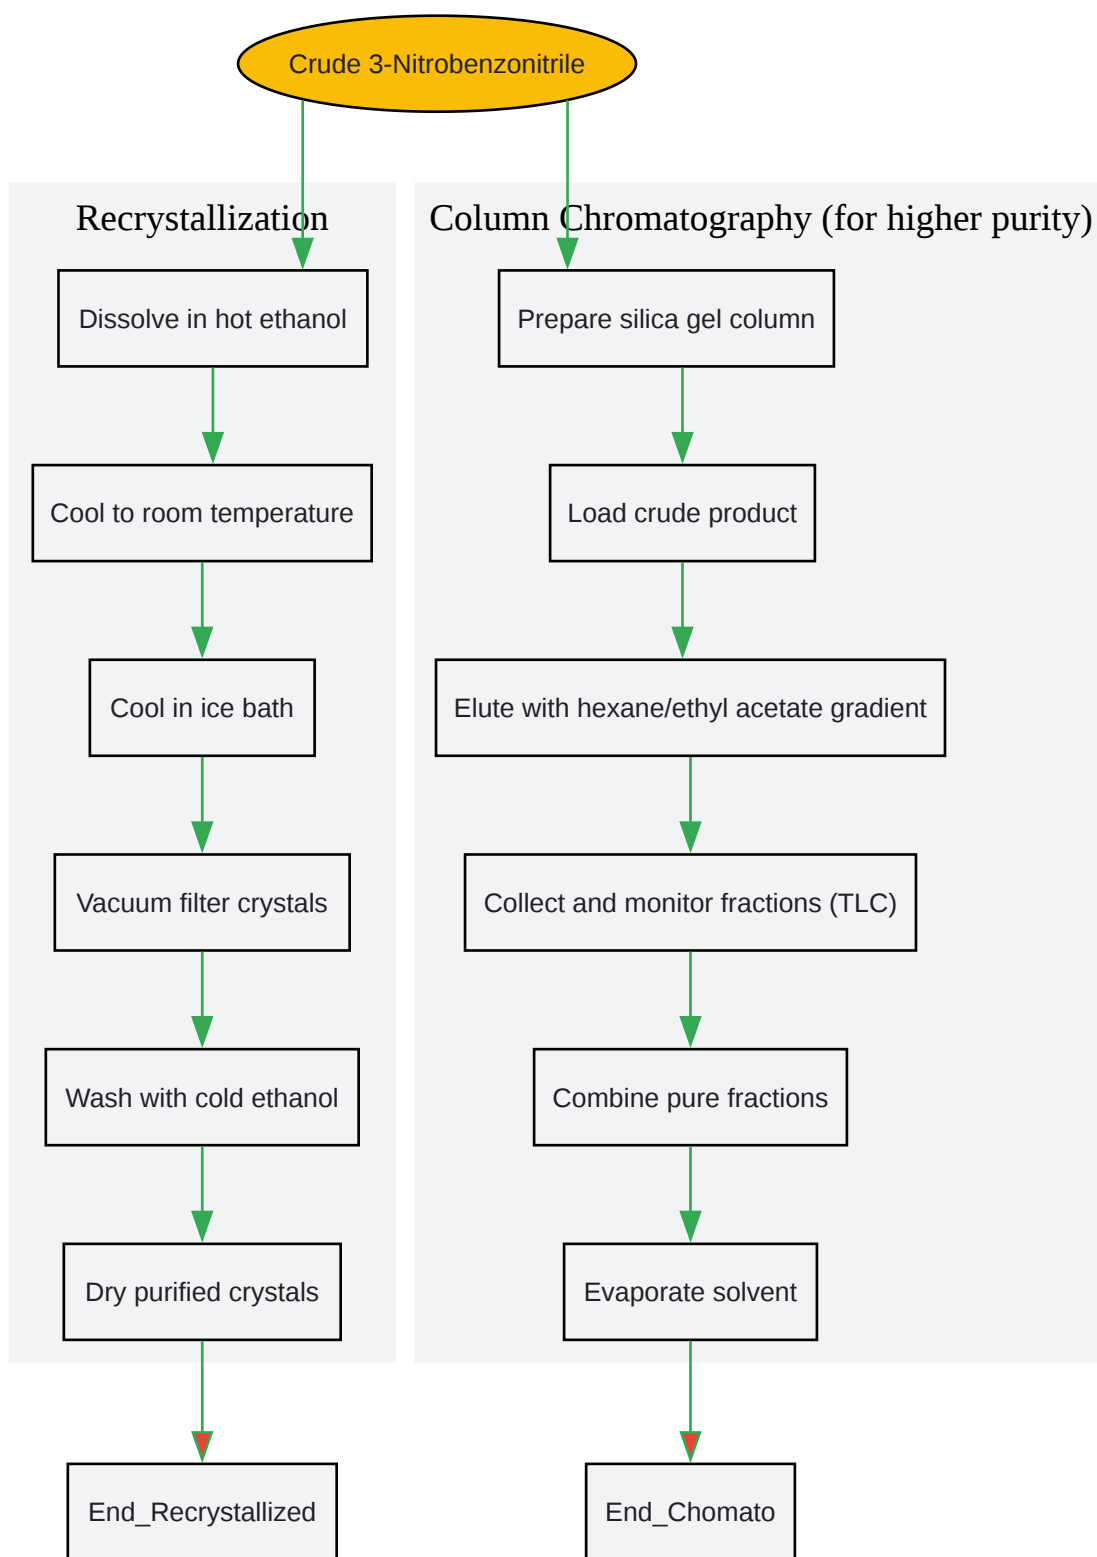 Crude 3-Nitrobenzonitrile
Recrystallization
Dissolve in hot ethanol
Cool to room temperature
Cool in ice bath
Vacuum filter crystals
Wash with cold ethanol
Dry purified crystals
End_Recrystallized
Column Chromatography (for higher purity)
Prepare silica gel column
Load crude product
Elute with hexane/ethyl acetate gradient
Collect and monitor fractions (TLC)
Combine pure fractions
Evaporate solvent
End_Chomato